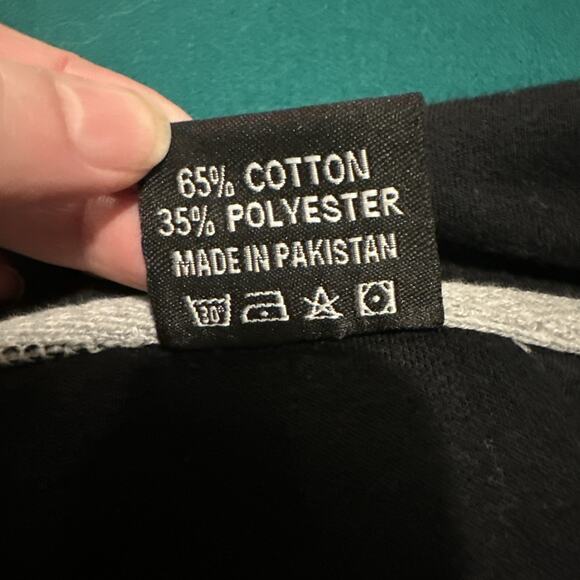 65% COTTON
35% POLYESTER
MADE IN PAKISTAN
30°